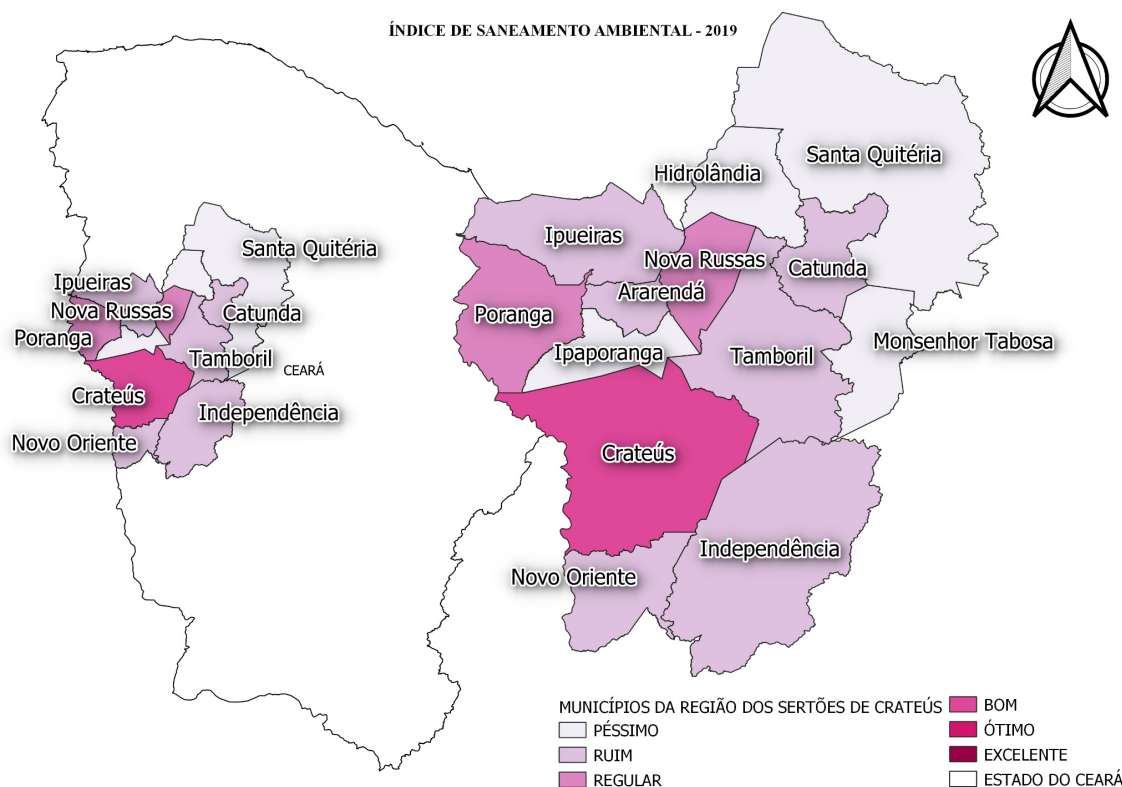 ÍNDICE DE SANEAMENTO AMBIENTAL - 2019
Santa Quitéria
Ipueiras
Nova Russas
Catunda
Poranga
Tamboril
CEARÁ
Crateús
Independência
Novo Oriente
Santa Quitéria
Hidrolândia
Ipueiras
Nova Russas
Catunda
Ararendá
Poranga
Monsenhor Tabosa
Ipaporanga
Tamboril
Crateús
Independência
Novo Oriente
MUNICÍPIOS DA REGIÃO DOS SERTÕES DE CRATEÚS
PÉSSIMO
RUIM
REGULAR
BOM
ÓTIMO
EXCELENTE
ESTADO DO CEARÁ